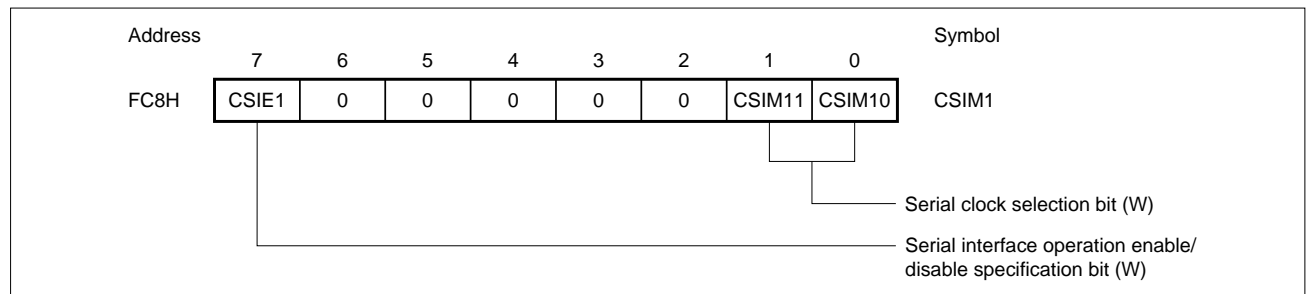 Address Symbol
7 6 5 4 3 2 1 0
FC8H CSIE1 0 0 0 0 0 CSIM11 CSIM10 CSIM1
Serial clock selection bit (W)
Serial interface operation enable/
disable specification bit (W)